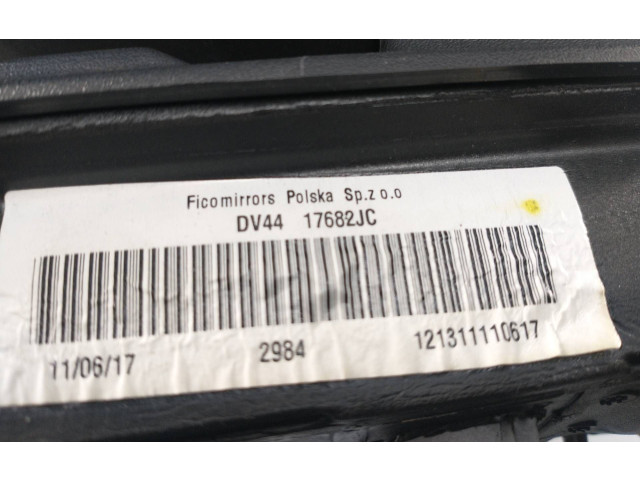 Ficomirrors Polska Sp.z o.o
DV44 17682JC
11/06/17 2984 121311110617